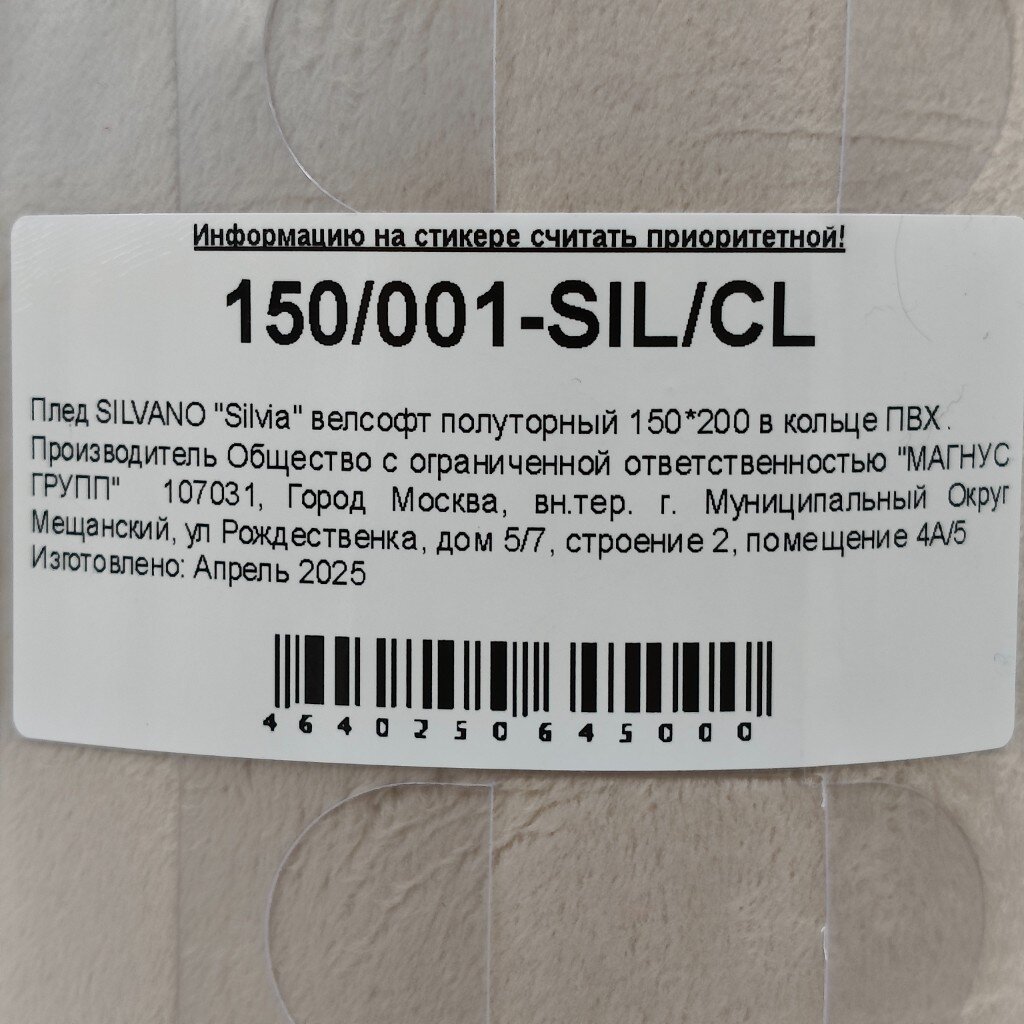 Информацию на стикере считать приоритетной!
150/001-SIL/CL
Плед SILVANO "Silvia" велсофт полуторный 150*200 в кольце ПВХ.
Производитель Общество с ограниченной ответственностью "МАГНУС
ГРУПП" 107031, Город Москва, вн.тер. г. Муниципальный Округ
Мещанский, ул Рождественка, дом 5/7, строение 2, помещение 4А/5
Изготовлено: Апрель 2025
4640250645000